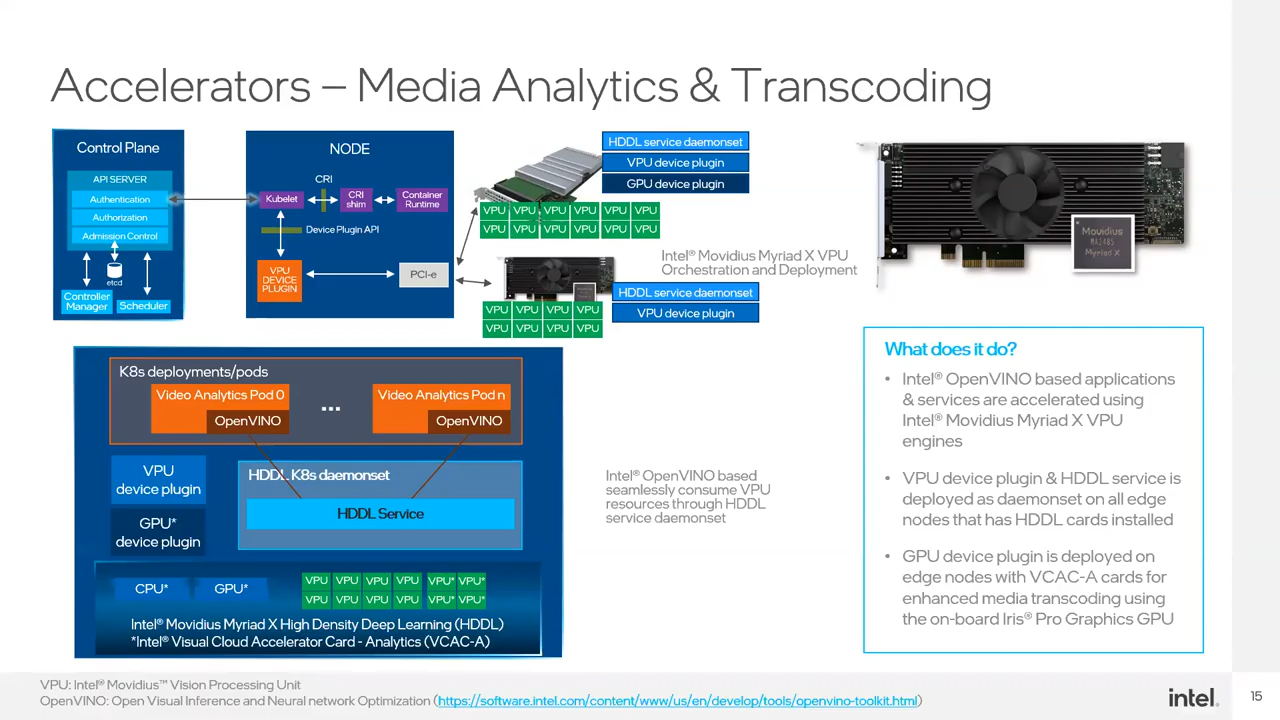 Accelerators – Media Analytics & Transcoding
Control Plane
API SERVER
Authentication
Authorization
Admission Control
etcd
Controller
Manager
Scheduler
NODE
CRI
Kubelet
CRI
shim
Container
Runtime
Device Plugin API
VPU
DEVICE
PLUGIN
PCI-e
HDDL service daemonset
VPU device plugin
GPU device plugin
VPU VPU VPU VPU VPU VPU
VPU VPU VPU VPU VPU VPU
Intel® Movidius Myriad X VPU
Orchestration and Deployment
HDDL service daemonset
VPU device plugin
VPU VPU VPU VPU
VPU VPU VPU VPU
Movidius
MA2485
Myriad X
K8s deployments/pods
Video Analytics Pod 0
OpenVINO
...
Video Analytics Pod n
OpenVINO
VPU
device plugin
GPU*
device plugin
HDDL K8s daemonset
HDDL Service
CPU*
GPU*
VPU VPU VPU VPU VPU* VPU*
VPU VPU VPU VPU VPU* VPU*
Intel® Movidius Myriad X High Density Deep Learning (HDDL)
*Intel® Visual Cloud Accelerator Card - Analytics (VCAC-A)
Intel® OpenVINO based
seamlessly consume VPU
resources through HDDL
service daemonset
What does it do?
• Intel® OpenVINO based applications
& services are accelerated using
Intel® Movidius Myriad X VPU
engines
• VPU device plugin & HDDL service is
deployed as daemonset on all edge
nodes that has HDDL cards installed
• GPU device plugin is deployed on
edge nodes with VCAC-A cards for
enhanced media transcoding using
the on-board Iris® Pro Graphics GPU
VPU: Intel® Movidius™ Vision Processing Unit
OpenVINO: Open Visual Inference and Neural network Optimization (https://software.intel.com/content/www/us/en/develop/tools/openvino-toolkit.html)
intel.
15